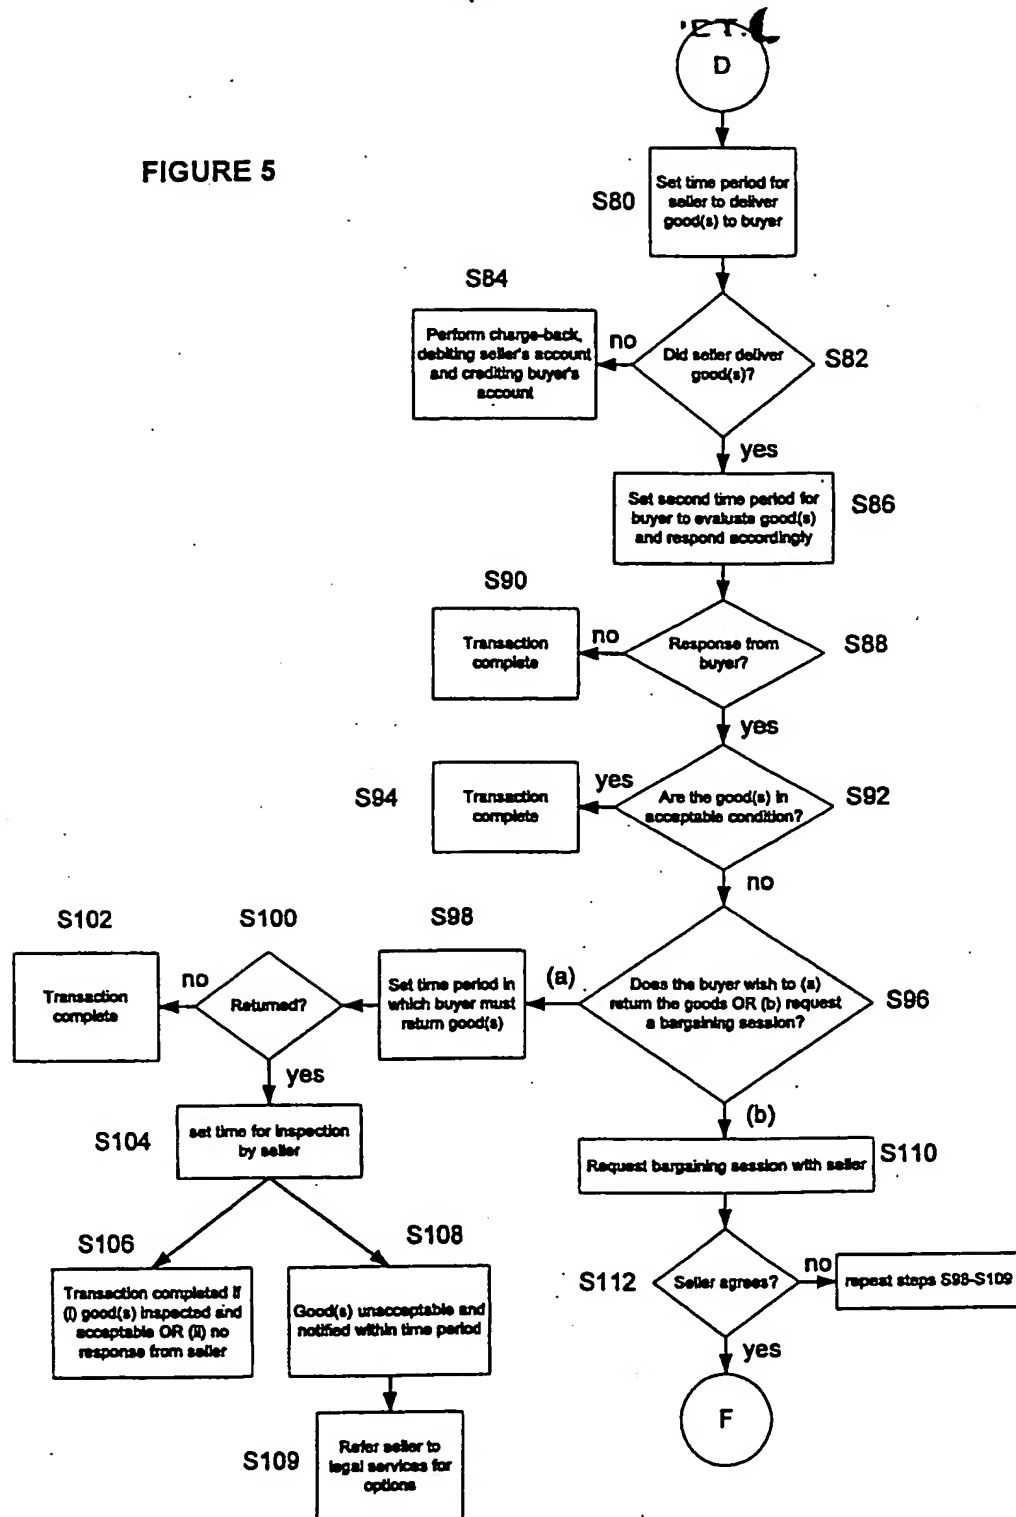 D
FIGURE 5
S80
Set time period for
seller to deliver
good(s) to buyer
S84
Perform charge-back,
debiting seller's account
and crediting buyer's
account
no
Did seller deliver
good(s)?
S82
yes
Set second time period for
buyer to evaluate good(s)
and respond accordingly
S86
S90
Transaction
complete
no
Response from
buyer?
S88
yes
S94
Transaction
complete
yes
Are the good(s) in
acceptable condition?
S92
no
S102
S100
S98
Transaction
complete
no
Returned?
Set time period in
which buyer must
return good(s)
(a)
Does the buyer wish to (a)
return the goods OR (b) request
a bargaining session?
S96
yes
(b)
S104
set time for inspection
by seller
Request bargaining session with seller
S110
S106
S108
Transaction completed if
(i) good(s) inspected and
acceptable OR (ii) no
response from seller
Good(s) unacceptable and
notified within time period
S112
Seller agrees?
no
repeat steps S98-S109
yes
F
S109
Refer seller to
legal services for
options